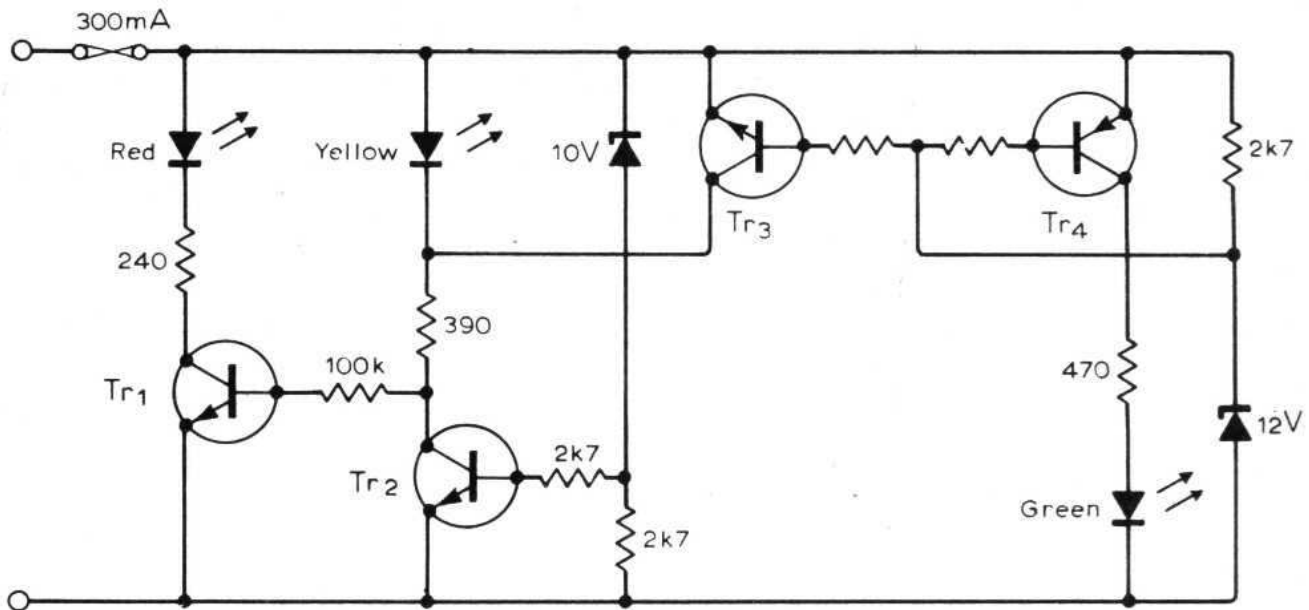 300mA
Red
Yellow
10V
Tr3
Tr4
2k7
240
390
100k
Tr1
470
12V
Tr2
2k7
2k7
Green